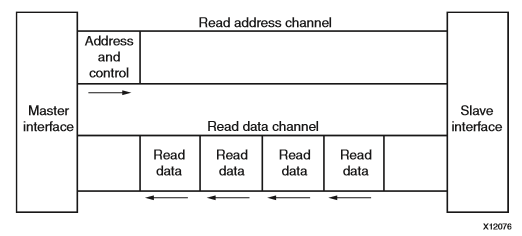 Read address channel
Address
and
control
Master
interface
Slave
interface
Read data channel
Read
data
Read
data
Read
data
Read
data
X12076